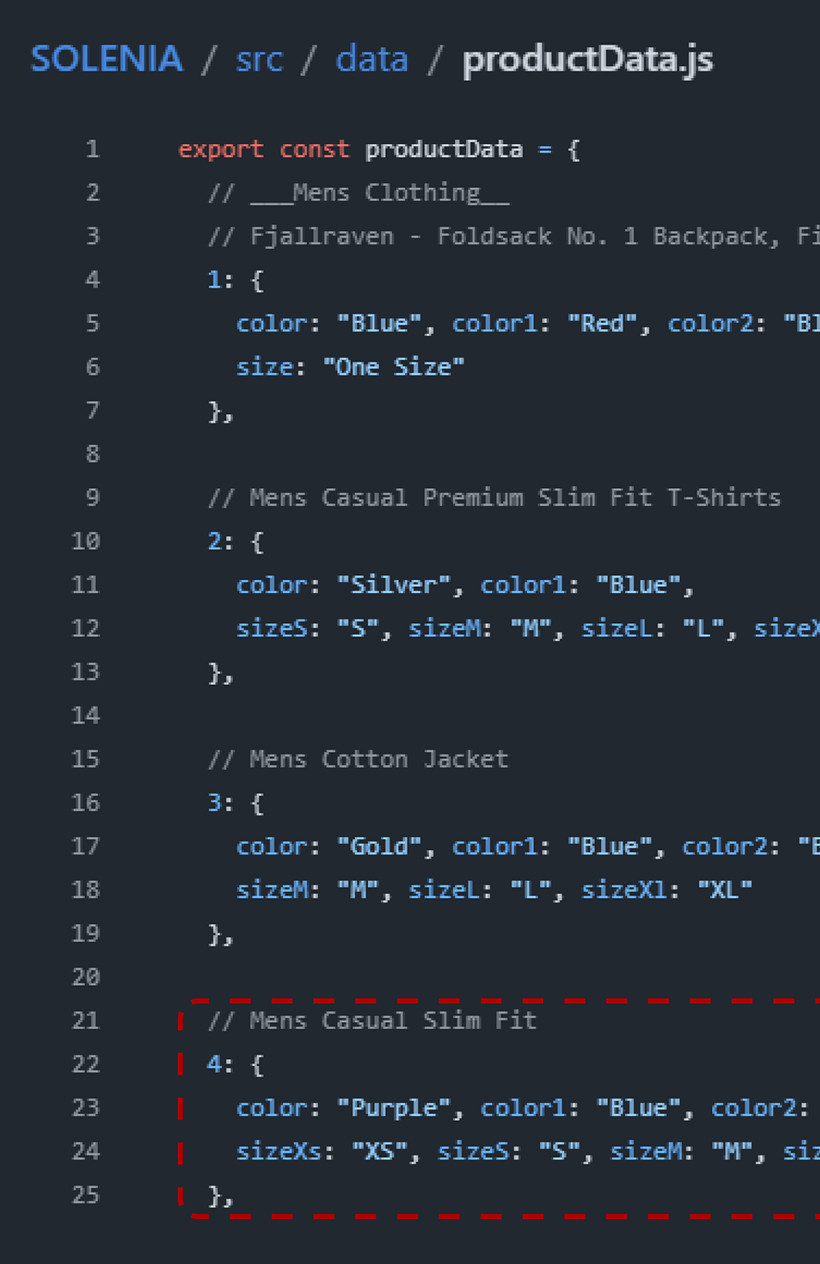 SOLENIA / src / data / productData.js
1 export const productData = {
2 // ___Mens Clothing__
3 // Fjallraven - Foldsack No. 1 Backpack, Fi
4 1: {
5 color: "Blue", color1: "Red", color2: "Bl
6 size: "One Size"
7 },
8
9 // Mens Casual Premium Slim Fit T-Shirts
10 2: {
11 color: "Silver", color1: "Blue",
12 sizeS: "S", sizeM: "M", sizeL: "L", sizeX
13 },
14
15 // Mens Cotton Jacket
16 3: {
17 color: "Gold", color1: "Blue", color2: "B
18 sizeM: "M", sizeL: "L", sizeXl: "XL"
19 },
20
21 // Mens Casual Slim Fit
22 4: {
23 color: "Purple", color1: "Blue", color2:
24 sizeXs: "XS", sizeS: "S", sizeM: "M", siz
25 },